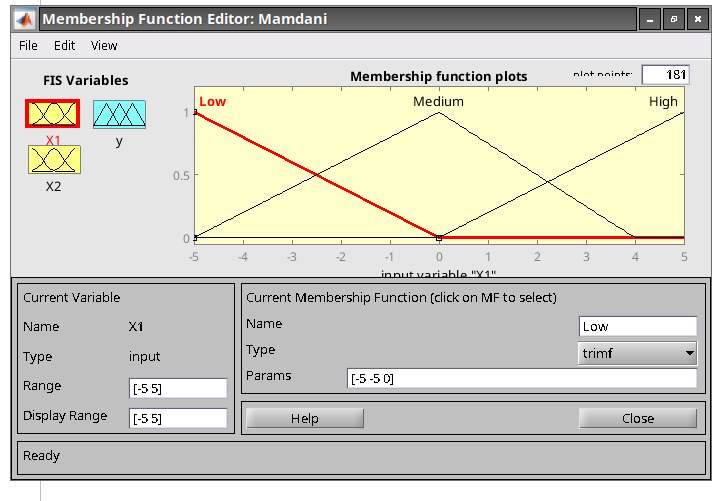 Membership Function Editor: Mamdani
File Edit View
FIS Variables
X1
y
X2
Membership function plots
plot points:
181
Low
Medium
High
1
0.5
0
-5 -4 -3 -2 -1 0 1 2 3 4 5
input variable "X1"
Current Variable
Name X1
Type input
Range [-5 5]
Display Range [-5 5]
Current Membership Function (click on MF to select)
Name Low
Type trimf
Params [-5 -5 0]
Help Close
Ready